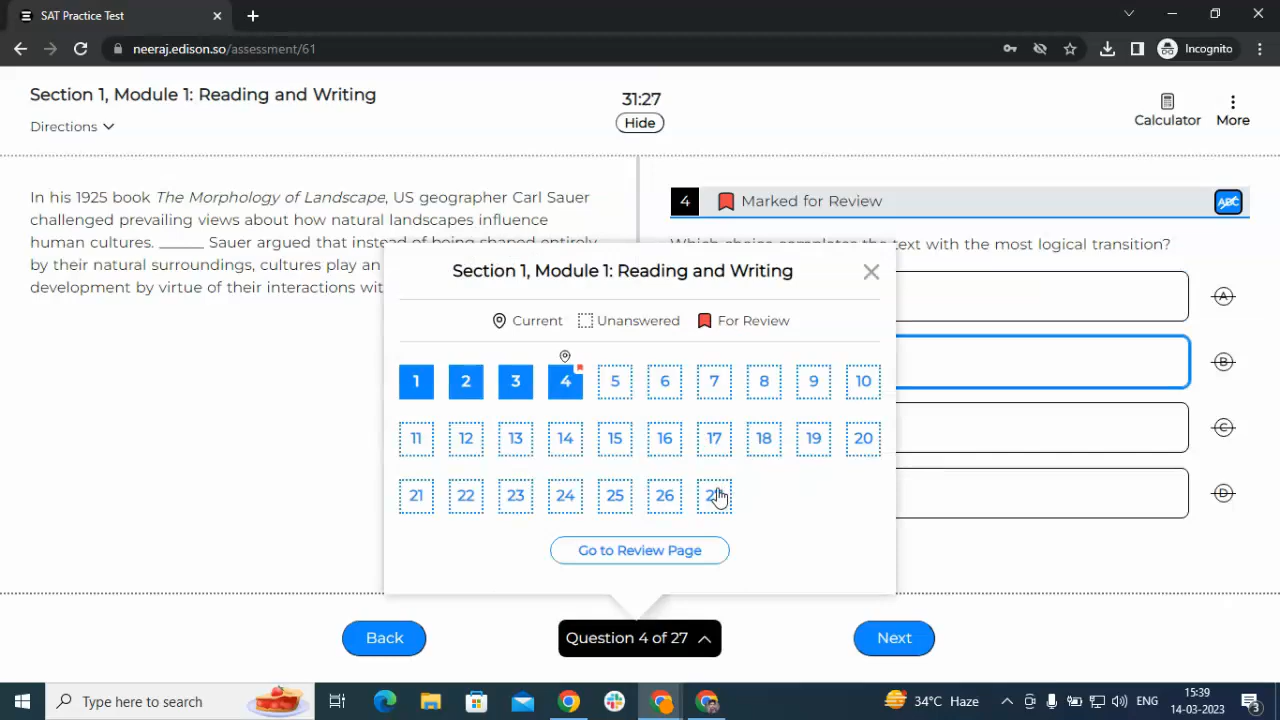 SAT Practice Test
neeraj.edison.so/assessment/61
Incognito
Section 1, Module 1: Reading and Writing
Directions
31:27
Hide
Calculator
More
In his 1925 book The Morphology of Landscape, US geographer Carl Sauer
challenged prevailing views about how natural landscapes influence
human cultures. ______ Sauer argued that instead of being shaped entirely
by their natural surroundings, cultures play an
development by virtue of their interactions wit
4
Marked for Review
ABC
Which choice completes the text with the most logical transition?
A
B
C
D
Section 1, Module 1: Reading and Writing
Current
Unanswered
For Review
1 2 3 4 5 6 7 8 9 10
11 12 13 14 15 16 17 18 19 20
21 22 23 24 25 26
Go to Review Page
Back
Question 4 of 27
Next
Type here to search
34°C Haze
ENG
15:39
14-03-2023
3